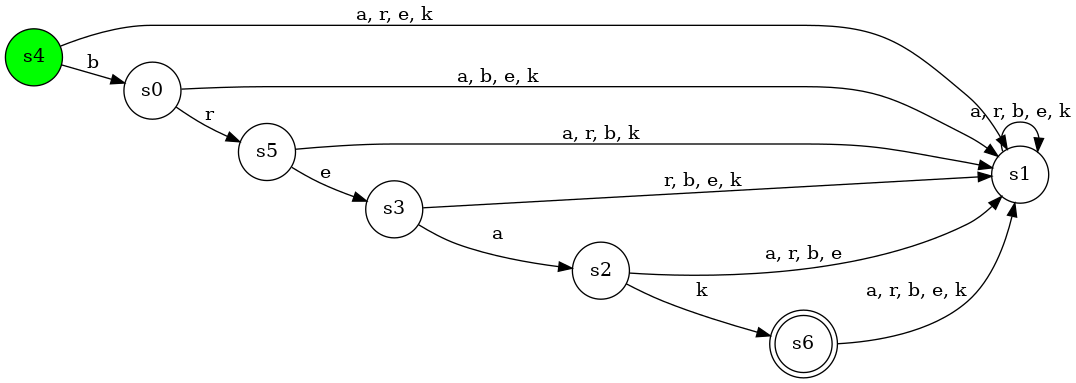 a, r, e, k
s4
b
s0
a, b, e, k
r
a, r, b, e, k
s5
a, r, b, k
e
s1
s3
r, b, e, k
a
s2
a, r, b, e
k
a, r, b, e, k
s6